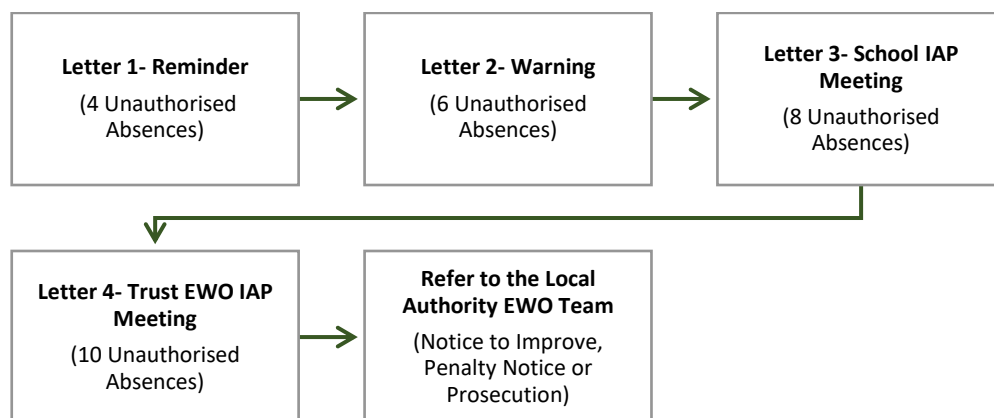 Letter 1- Reminder
(4 Unauthorised
Absences)
Letter 2- Warning
(6 Unauthorised
Absences)
Letter 3- School IAP
Meeting
(8 Unauthorised
Absences)
Letter 4- Trust EWO IAP
Meeting
(10 Unauthorised
Absences)
Refer to the Local
Authority EWO Team
(Notice to Improve,
Penalty Notice or
Prosecution)